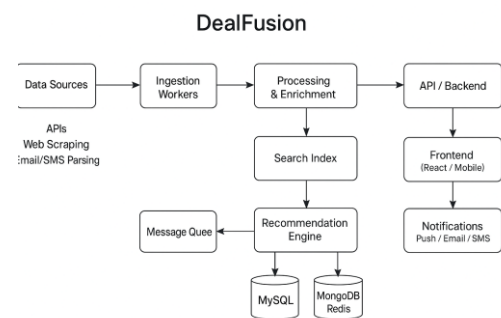 DealFusion
Data Sources
Ingestion
Workers
Processing
& Enrichment
API / Backend
APIs
Web Scraping
Email/SMS Parsing
Search Index
Frontend
(React / Mobile)
Message Quee
Recommendation
Engine
Notifications
Push / Email / SMS
MySQL
MongoDB
Redis